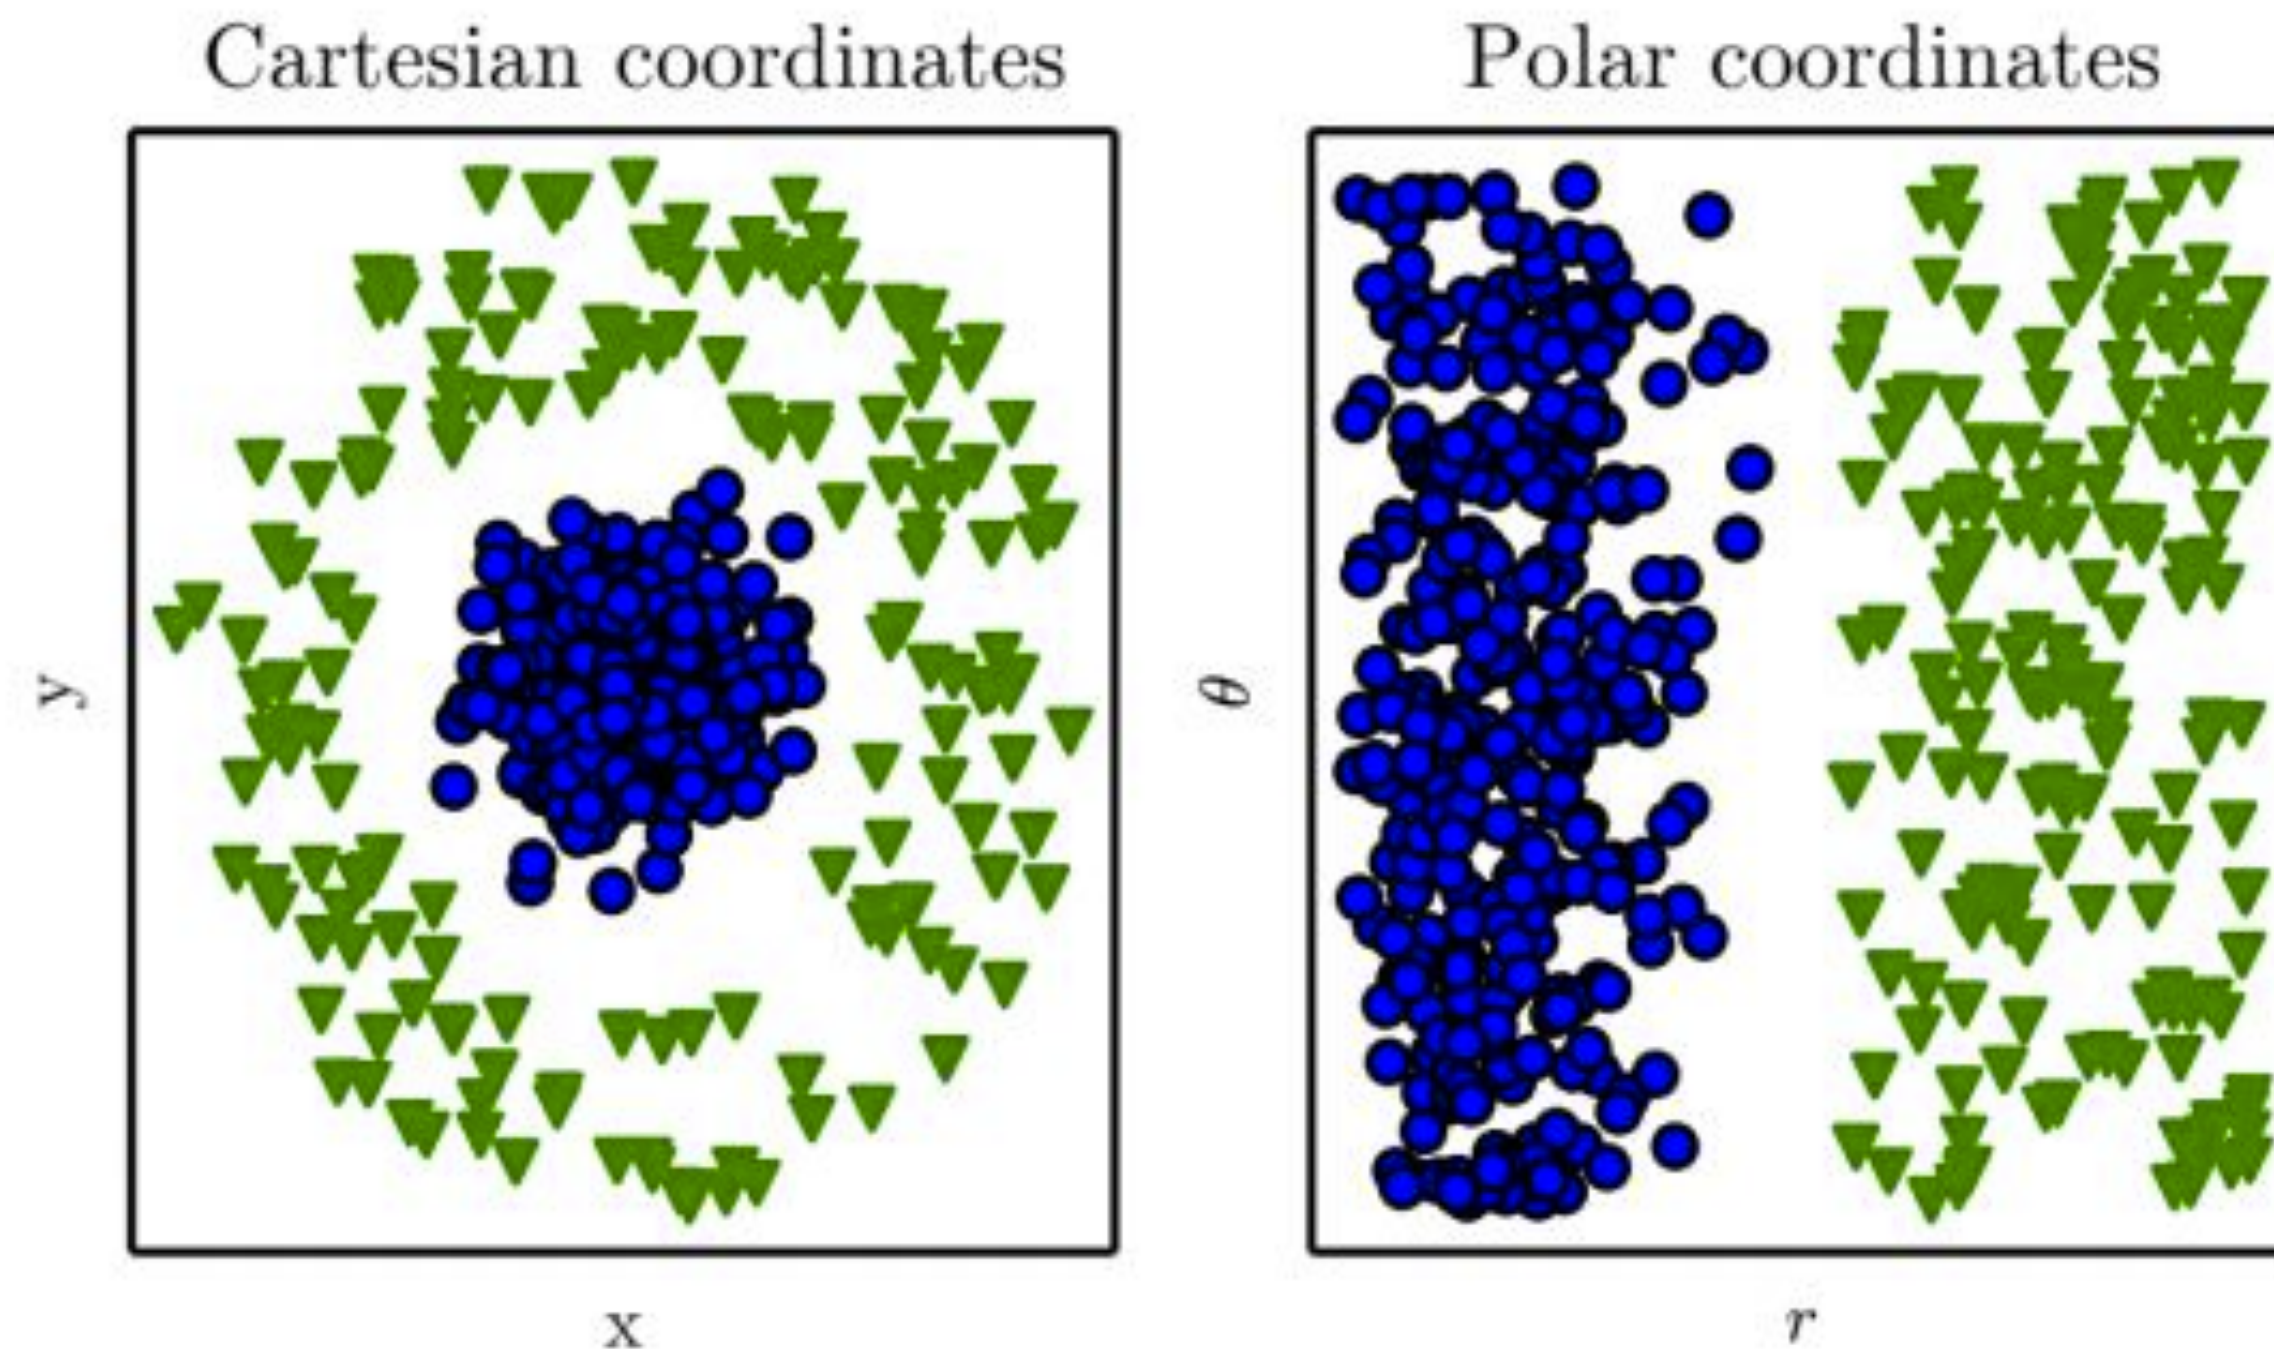 Cartesian coordinates
Polar coordinates
y
θ
x
r